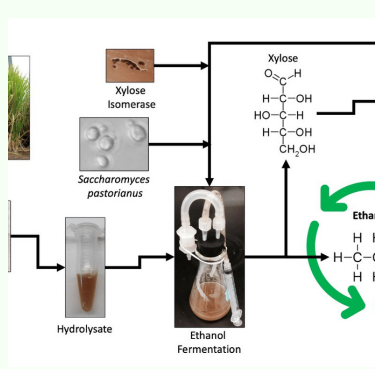 Xylose
Isomerase
Saccharomyces
pastorianus
Hydrolysate
Ethanol
Fermentation
Xylose
O H
C
H-C-OH
HO-C-H
H-C-OH
CH₂OH
H
H-C-
H